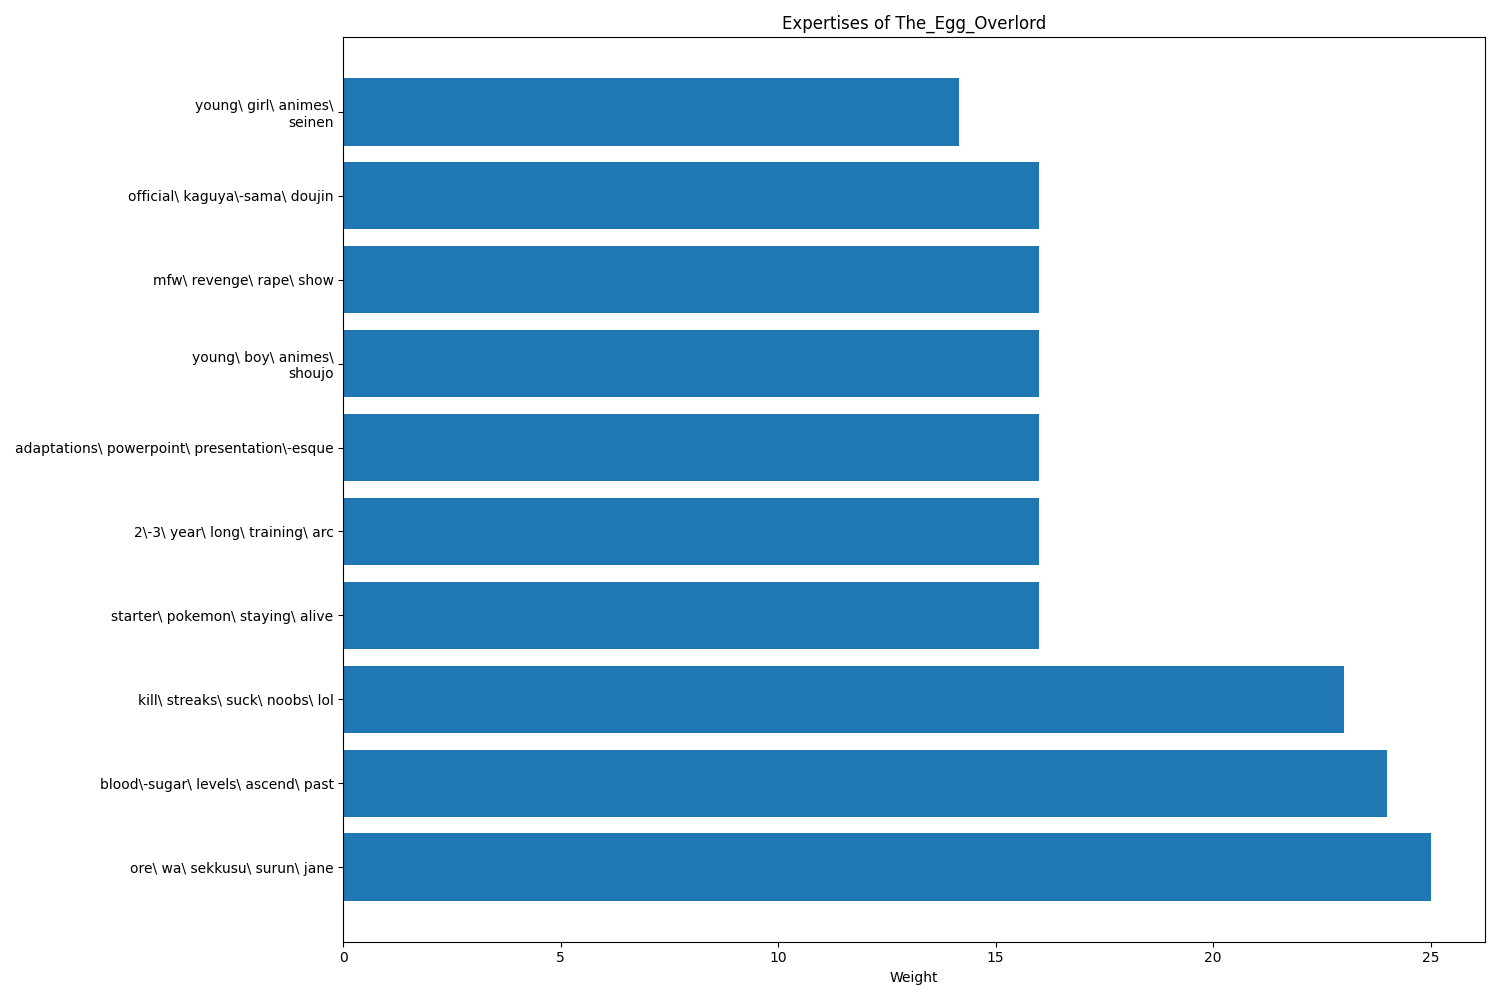 Expertises of The_Egg_Overlord
young\ girl\ animes\
seinen
official\ kaguya\-sama\ doujin
mfw\ revenge\ rape\ show
young\ boy\ animes\
shoujo
adaptations\ powerpoint\ presentation\-esque
2\-3\ year\ long\ training\ arc
starter\ pokemon\ staying\ alive
kill\ streaks\ suck\ noobs\ lol
blood\-sugar\ levels\ ascend\ past
ore\ wa\ sekkusu\ surun\ jane
0 5 10 15 20 25
Weight